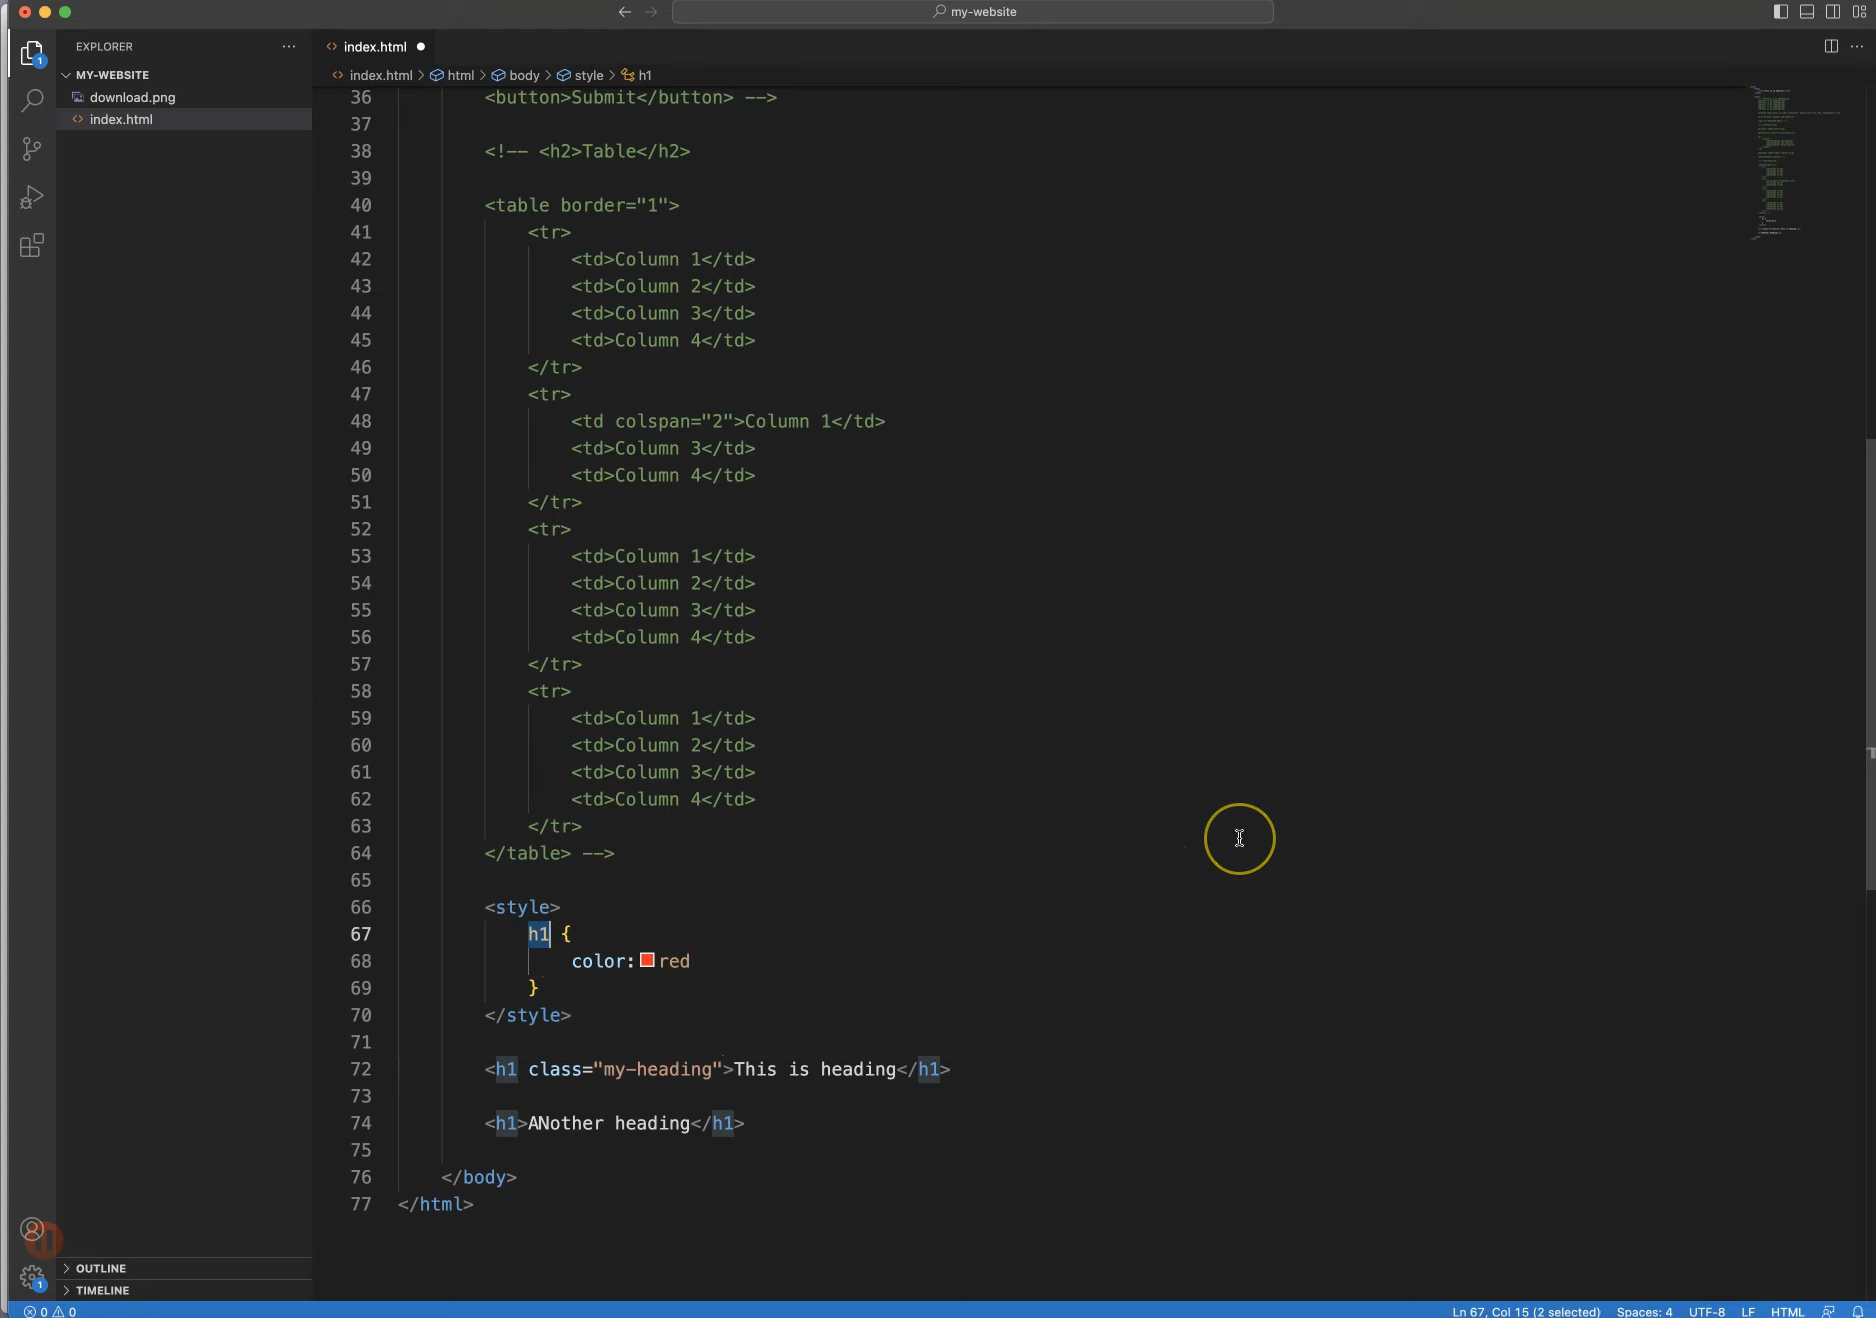 my-website
EXPLORER
index.html
MY-WEBSITE
index.html > html > body > style > h1
download.png
index.html
36 <button>Submit</button> -->
37
38 <!-- <h2>Table</h2>
39
40 <table border="1">
41 <tr>
42 <td>Column 1</td>
43 <td>Column 2</td>
44 <td>Column 3</td>
45 <td>Column 4</td>
46 </tr>
47 <tr>
48 <td colspan="2">Column 1</td>
49 <td>Column 3</td>
50 <td>Column 4</td>
51 </tr>
52 <tr>
53 <td>Column 1</td>
54 <td>Column 2</td>
55 <td>Column 3</td>
56 <td>Column 4</td>
57 </tr>
58 <tr>
59 <td>Column 1</td>
60 <td>Column 2</td>
61 <td>Column 3</td>
62 <td>Column 4</td>
63 </tr>
64 </table> -->
65
66 <style>
67 h1 {
68 color: red
69 }
70 </style>
71
72 <h1 class="my-heading">This is heading</h1>
73
74 <h1>ANother heading</h1>
75
76 </body>
77 </html>
1
1
OUTLINE
TIMELINE
0 0
Ln 67, Col 15 (2 selected) Spaces: 4 UTF-8 LF HTML